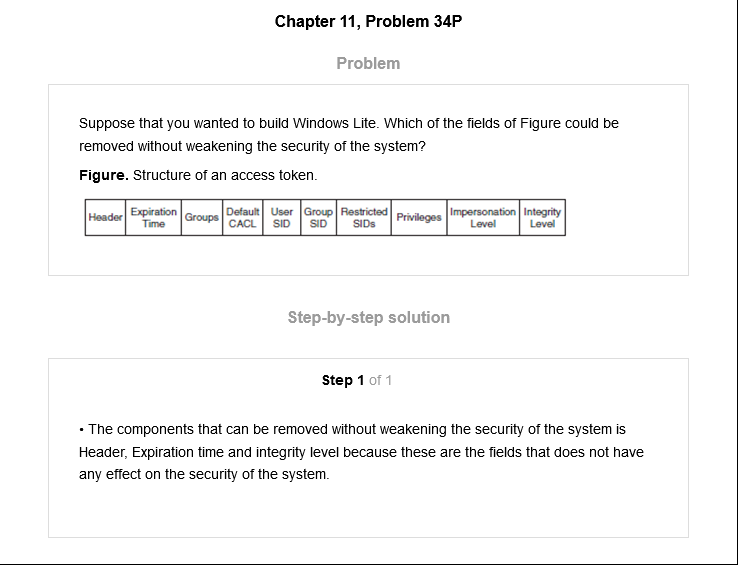 Chapter 11, Problem 34P
Problem
Suppose that you wanted to build Windows Lite. Which of the fields of Figure could be
removed without weakening the security of the system?
Figure. Structure of an access token.
Header
Expiration
Time
Groups
Default
CACL
User
SID
Group
SID
Restricted
SIDs
Privileges
Impersonation
Level
Integrity
Level
Step-by-step solution
Step 1 of 1
• The components that can be removed without weakening the security of the system is
Header, Expiration time and integrity level because these are the fields that does not have
any effect on the security of the system.